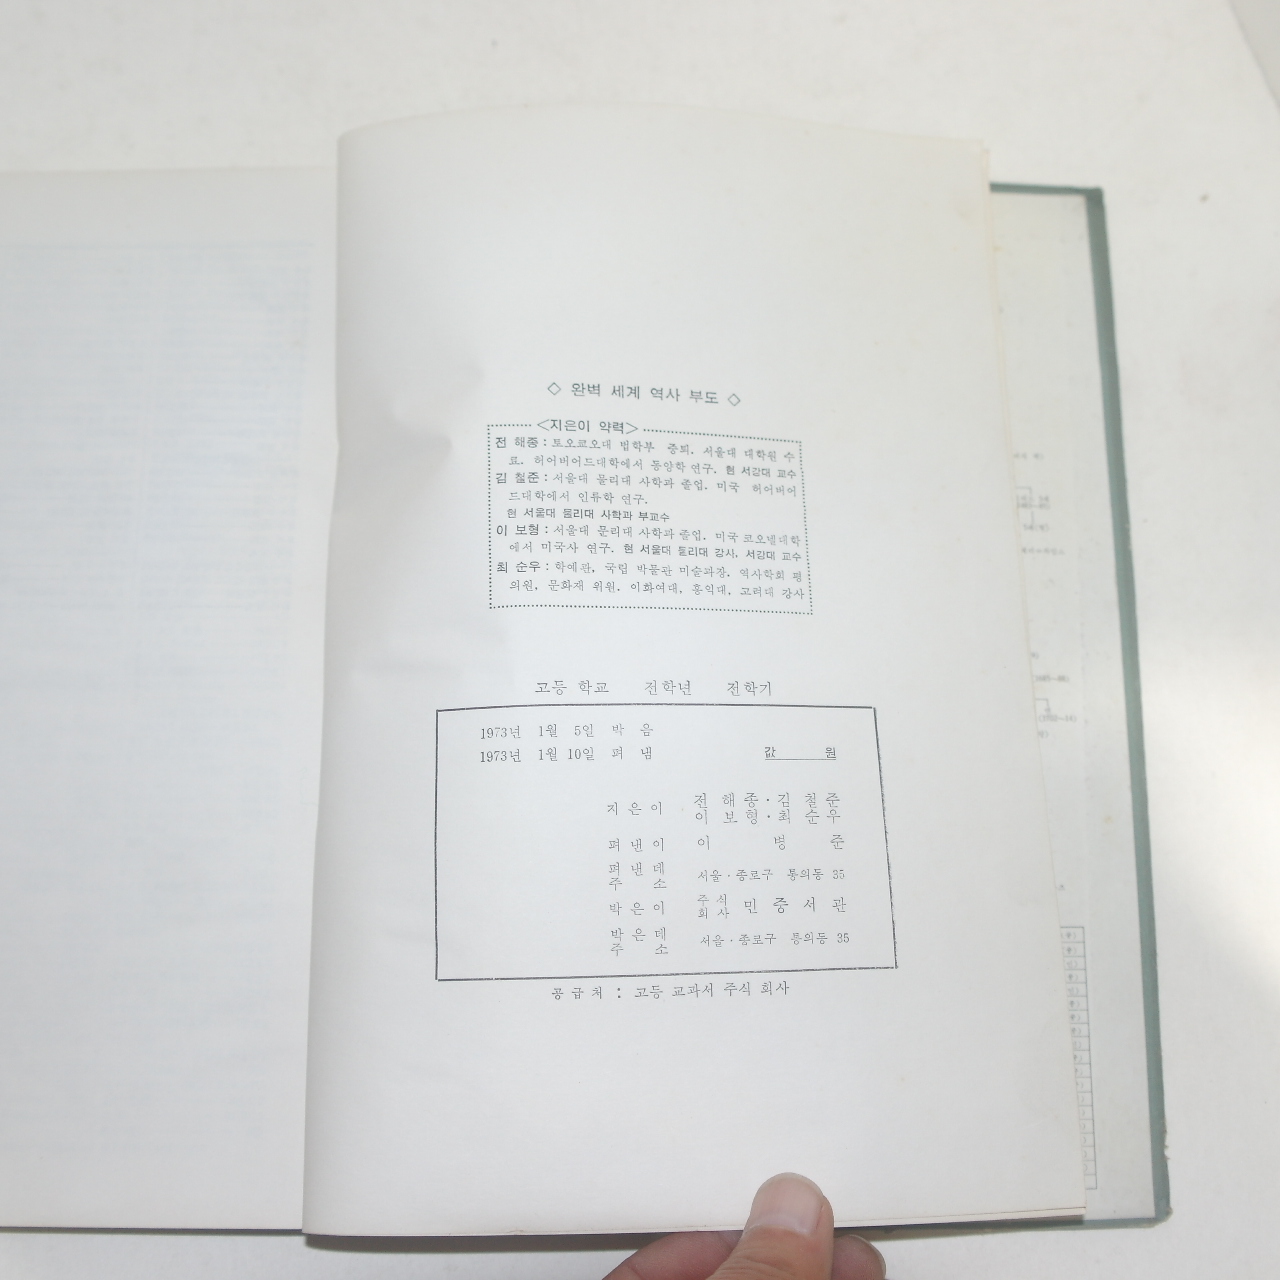 ◇ 완벽 세계 역사 부도 ◇
<지은이 약력>
전 해종 : 토오쿄오대 법학부 중퇴. 서울대 대학원 수
료. 허어버어드대학에서 동양학 연구. 현 서강대 교수
김 철준 : 서울대 문리대 사학과 졸업. 미국 허어버어
드대학에서 인류학 연구.
현 서울대 문리대 사학과 부교수
이 보형 : 서울대 문리대 사학과 졸업. 미국 코오넬대학
에서 미국사 연구. 현 서울대 문리대 강사, 서강대 교수
최 순우 : 학예관, 국립 박물관 미술과장. 역사학회 평
의원, 문화재 위원. 이화여대, 홍익대, 고려대 강사
고등 학교 전학년 전학기
1973년 1월 5일 박 음
1973년 1월 10일 펴 냄 값 원
지 은 이 전 해 종 · 김 철 준
이 보 형 · 최 순 우
펴 낸 이 이 병 준
펴 낸 데
주 소 서울 · 종로구 통의동 35
박 은 이 주식 회사 민 중 서 관
박 은 데
주 소 서울 · 종로구 통의동 35
공 급 처 : 고등 교과서 주식 회사